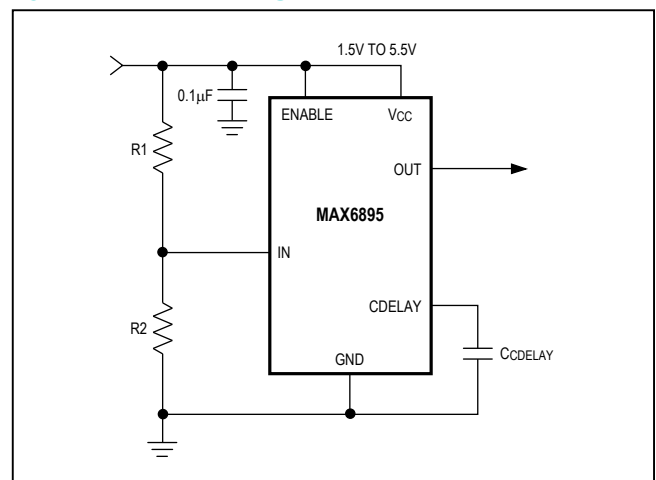 1.5V TO 5.5V
0.1μF
ENABLE
VCC
R1
OUT
MAX6895
IN
R2
CDELAY
CCDELAY
GND